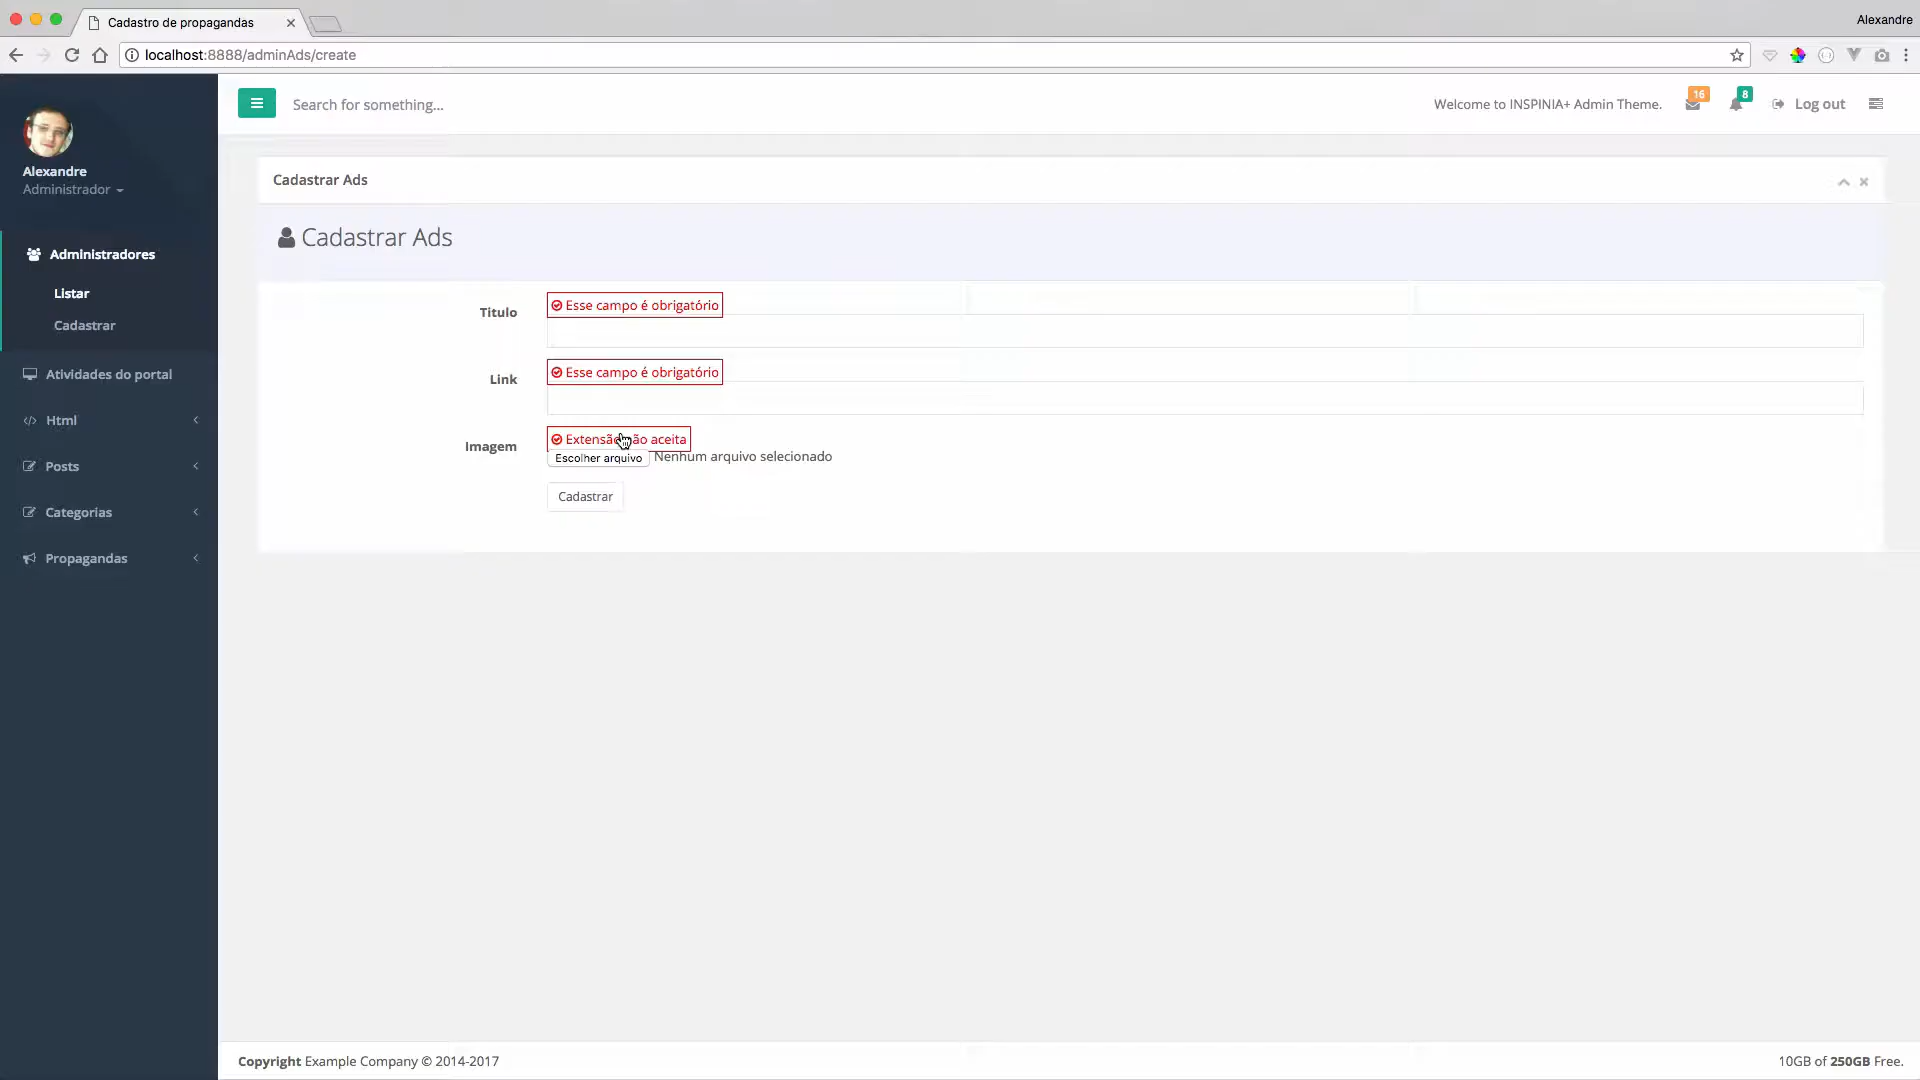 Cadastro de propagandas
Alexandre
localhost:8888/adminAds/create
Search for something...
Welcome to INSPINIA+ Admin Theme.
16
8
Log out
Alexandre
Administrador
Administradores
Listar
Cadastrar
Atividades do portal
Html
Posts
Categorias
Propagandas
Cadastrar Ads
Cadastrar Ads
Titulo
Esse campo é obrigatório
Link
Esse campo é obrigatório
Imagem
Extensão não aceita
Escolher arquivo Nenhum arquivo selecionado
Cadastrar
Copyright Example Company © 2014-2017
10GB of 250GB Free.